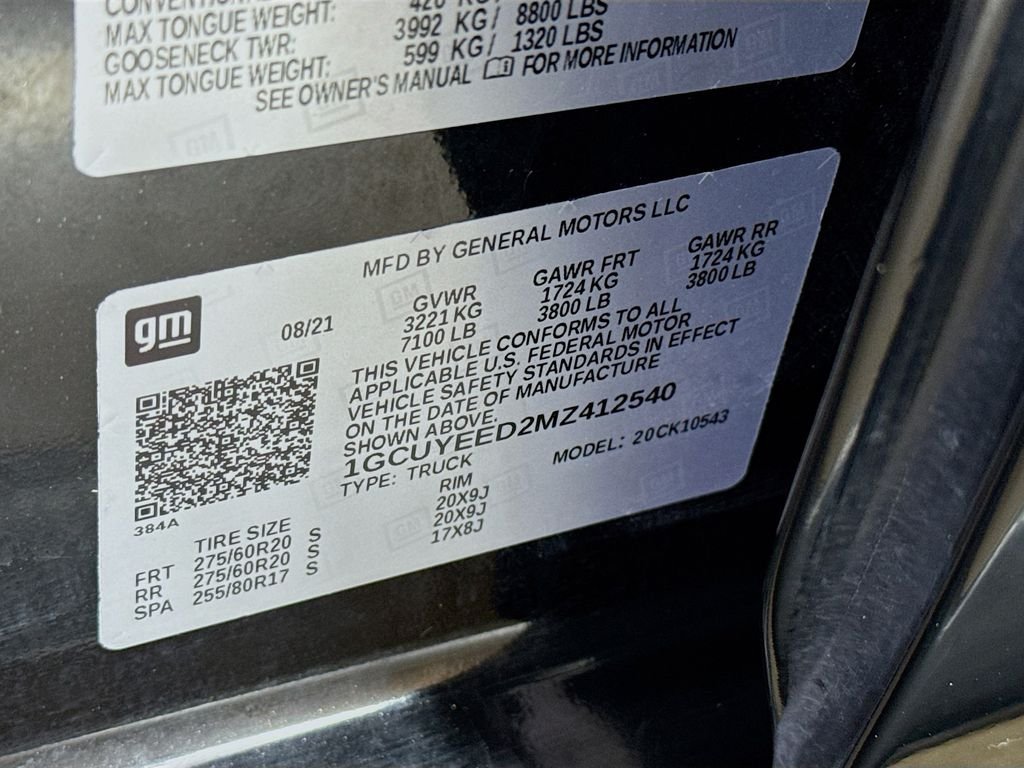 MAX TONGUE WEIGHT:
GOOSENECK TWR: 3992 KG/ 8800 LBS
MAX TONGUE WEIGHT: 599 KG/ 1320 LBS
SEE OWNER'S MANUAL FOR MORE INFORMATION
MFD BY GENERAL MOTORS LLC
gm
08/21
GVWR GAWR FRT GAWR RR
3221 KG 1724 KG 1724 KG
7100 LB 3800 LB 3800 LB
THIS VEHICLE CONFORMS TO ALL
APPLICABLE U.S. FEDERAL MOTOR
VEHICLE SAFETY STANDARDS IN EFFECT
ON THE DATE OF MANUFACTURE
SHOWN ABOVE.
1GCUYEED2MZ412540
TYPE: TRUCK MODEL: 20CK10543
384A
TIRE SIZE RIM
FRT 275/60R20 S 20X9J
RR 275/60R20 S 20X9J
SPA 255/80R17 S 17X8J